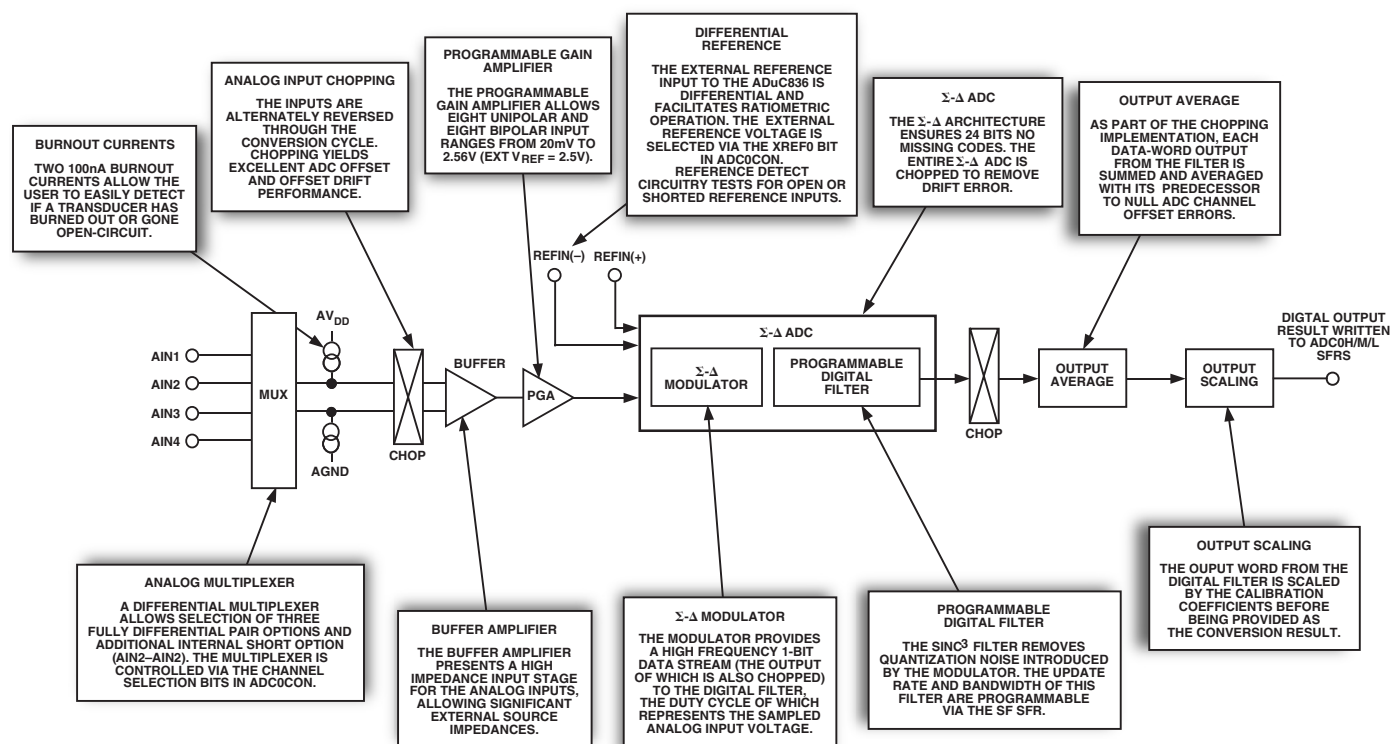 DIFFERENTIAL
REFERENCE
THE EXTERNAL REFERENCE
INPUT TO THE ADuC836 IS
DIFFERENTIAL AND
FACILITATES RATIOMETRIC
OPERATION. THE EXTERNAL
REFERENCE VOLTAGE IS
SELECTED VIA THE XREF0 BIT
IN ADC0CON.
REFERENCE DETECT
CIRCUITRY TESTS FOR OPEN OR
SHORTED REFERENCE INPUTS.
PROGRAMMABLE GAIN
AMPLIFIER
THE PROGRAMMABLE
GAIN AMPLIFIER ALLOWS
EIGHT UNIPOLAR AND
EIGHT BIPOLAR INPUT
RANGES FROM 20mV TO
2.56V (EXT VREF = 2.5V).
ANALOG INPUT CHOPPING
THE INPUTS ARE
ALTERNATELY REVERSED
THROUGH THE
CONVERSION CYCLE.
CHOPPING YIELDS
EXCELLENT ADC OFFSET
AND OFFSET DRIFT
PERFORMANCE.
BURNOUT CURRENTS
TWO 100nA BURNOUT
CURRENTS ALLOW THE
USER TO EASILY DETECT
IF A TRANSDUCER HAS
BURNED OUT OR GONE
OPEN-CIRCUIT.
Σ-Δ ADC
THE Σ-Δ ARCHITECTURE
ENSURES 24 BITS NO
MISSING CODES. THE
ENTIRE Σ-Δ ADC IS
CHOPPED TO REMOVE
DRIFT ERROR.
OUTPUT AVERAGE
AS PART OF THE CHOPPING
IMPLEMENTATION, EACH
DATA-WORD OUTPUT
FROM THE FILTER IS
SUMMED AND AVERAGED
WITH ITS PREDECESSOR
TO NULL ADC CHANNEL
OFFSET ERRORS.
REFIN(–) REFIN(+)
AIN1
AIN2
AIN3
AIN4
MUX
AVDD
AGND
CHOP
BUFFER
PGA
Σ-Δ ADC
Σ-Δ
MODULATOR
PROGRAMMABLE
DIGITAL
FILTER
CHOP
OUTPUT
AVERAGE
OUTPUT
SCALING
DIGTAL OUTPUT
RESULT WRITTEN
TO ADC0H/M/L
SFRS
ANALOG MULTIPLEXER
A DIFFERENTIAL MULTIPLEXER
ALLOWS SELECTION OF THREE
FULLY DIFFERENTIAL PAIR OPTIONS AND
ADDITIONAL INTERNAL SHORT OPTION
(AIN2–AIN2). THE MULTIPLEXER IS
CONTROLLED VIA THE CHANNEL
SELECTION BITS IN ADC0CON.
BUFFER AMPLIFIER
THE BUFFER AMPLIFIER
PRESENTS A HIGH
IMPEDANCE INPUT STAGE
FOR THE ANALOG INPUTS,
ALLOWING SIGNIFICANT
EXTERNAL SOURCE
IMPEDANCES.
Σ-Δ MODULATOR
THE MODULATOR PROVIDES
A HIGH FREQUENCY 1-BIT
DATA STREAM (THE OUTPUT
OF WHICH IS ALSO CHOPPED)
TO THE DIGITAL FILTER,
THE DUTY CYCLE OF WHICH
REPRESENTS THE SAMPLED
ANALOG INPUT VOLTAGE.
PROGRAMMABLE
DIGITAL FILTER
THE SINC3 FILTER REMOVES
QUANTIZATION NOISE INTRODUCED
BY THE MODULATOR. THE UPDATE
RATE AND BANDWIDTH OF THIS
FILTER ARE PROGRAMMABLE
VIA THE SF SFR.
OUTPUT SCALING
THE OUPUT WORD FROM THE
DIGITAL FILTER IS SCALED
BY THE CALIBRATION
COEFFICIENTS BEFORE
BEING PROVIDED AS
THE CONVERSION RESULT.